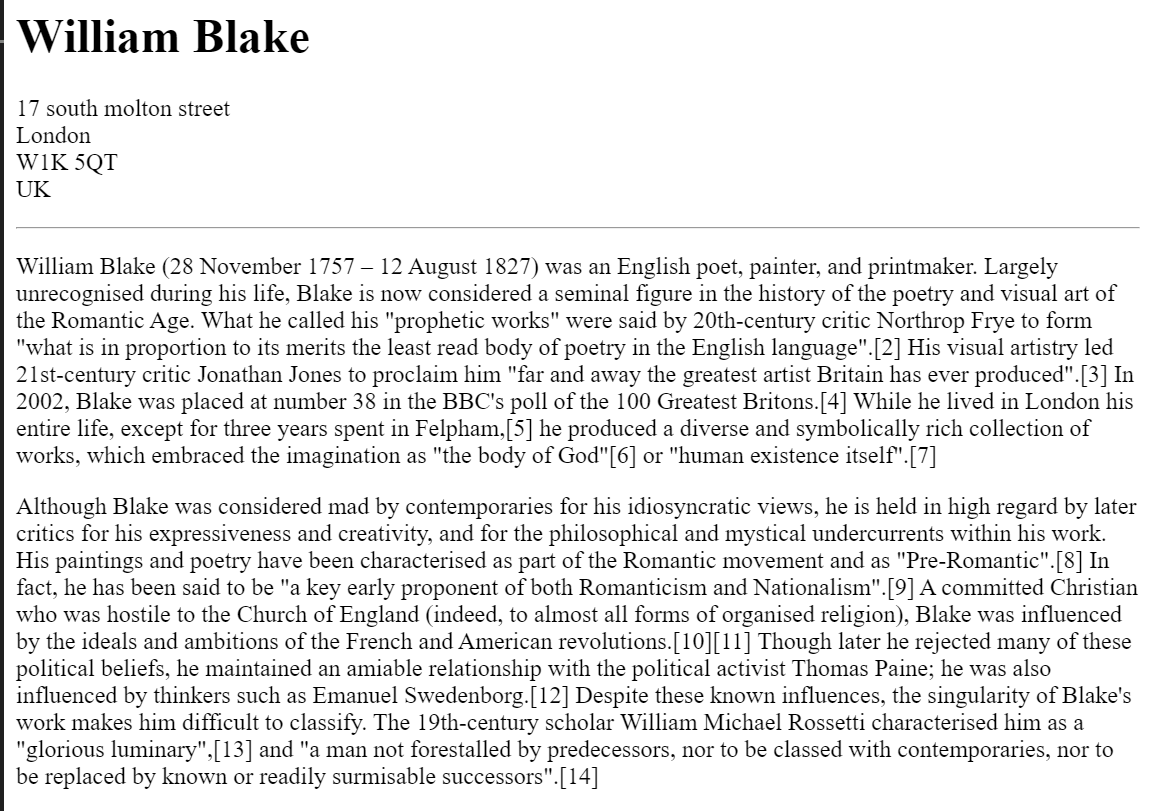 William Blake
17 south molton street
London
W1K 5QT
UK
William Blake (28 November 1757 – 12 August 1827) was an English poet, painter, and printmaker. Largely
unrecognised during his life, Blake is now considered a seminal figure in the history of the poetry and visual art of
the Romantic Age. What he called his "prophetic works" were said by 20th-century critic Northrop Frye to form
"what is in proportion to its merits the least read body of poetry in the English language".[2] His visual artistry led
21st-century critic Jonathan Jones to proclaim him "far and away the greatest artist Britain has ever produced".[3] In
2002, Blake was placed at number 38 in the BBC's poll of the 100 Greatest Britons.[4] While he lived in London his
entire life, except for three years spent in Felpham,[5] he produced a diverse and symbolically rich collection of
works, which embraced the imagination as "the body of God"[6] or "human existence itself".[7]
Although Blake was considered mad by contemporaries for his idiosyncratic views, he is held in high regard by later
critics for his expressiveness and creativity, and for the philosophical and mystical undercurrents within his work.
His paintings and poetry have been characterised as part of the Romantic movement and as "Pre-Romantic".[8] In
fact, he has been said to be "a key early proponent of both Romanticism and Nationalism".[9] A committed Christian
who was hostile to the Church of England (indeed, to almost all forms of organised religion), Blake was influenced
by the ideals and ambitions of the French and American revolutions.[10][11] Though later he rejected many of these
political beliefs, he maintained an amiable relationship with the political activist Thomas Paine; he was also
influenced by thinkers such as Emanuel Swedenborg.[12] Despite these known influences, the singularity of Blake's
work makes him difficult to classify. The 19th-century scholar William Michael Rossetti characterised him as a
"glorious luminary",[13] and "a man not forestalled by predecessors, nor to be classed with contemporaries, nor to
be replaced by known or readily surmisable successors".[14]